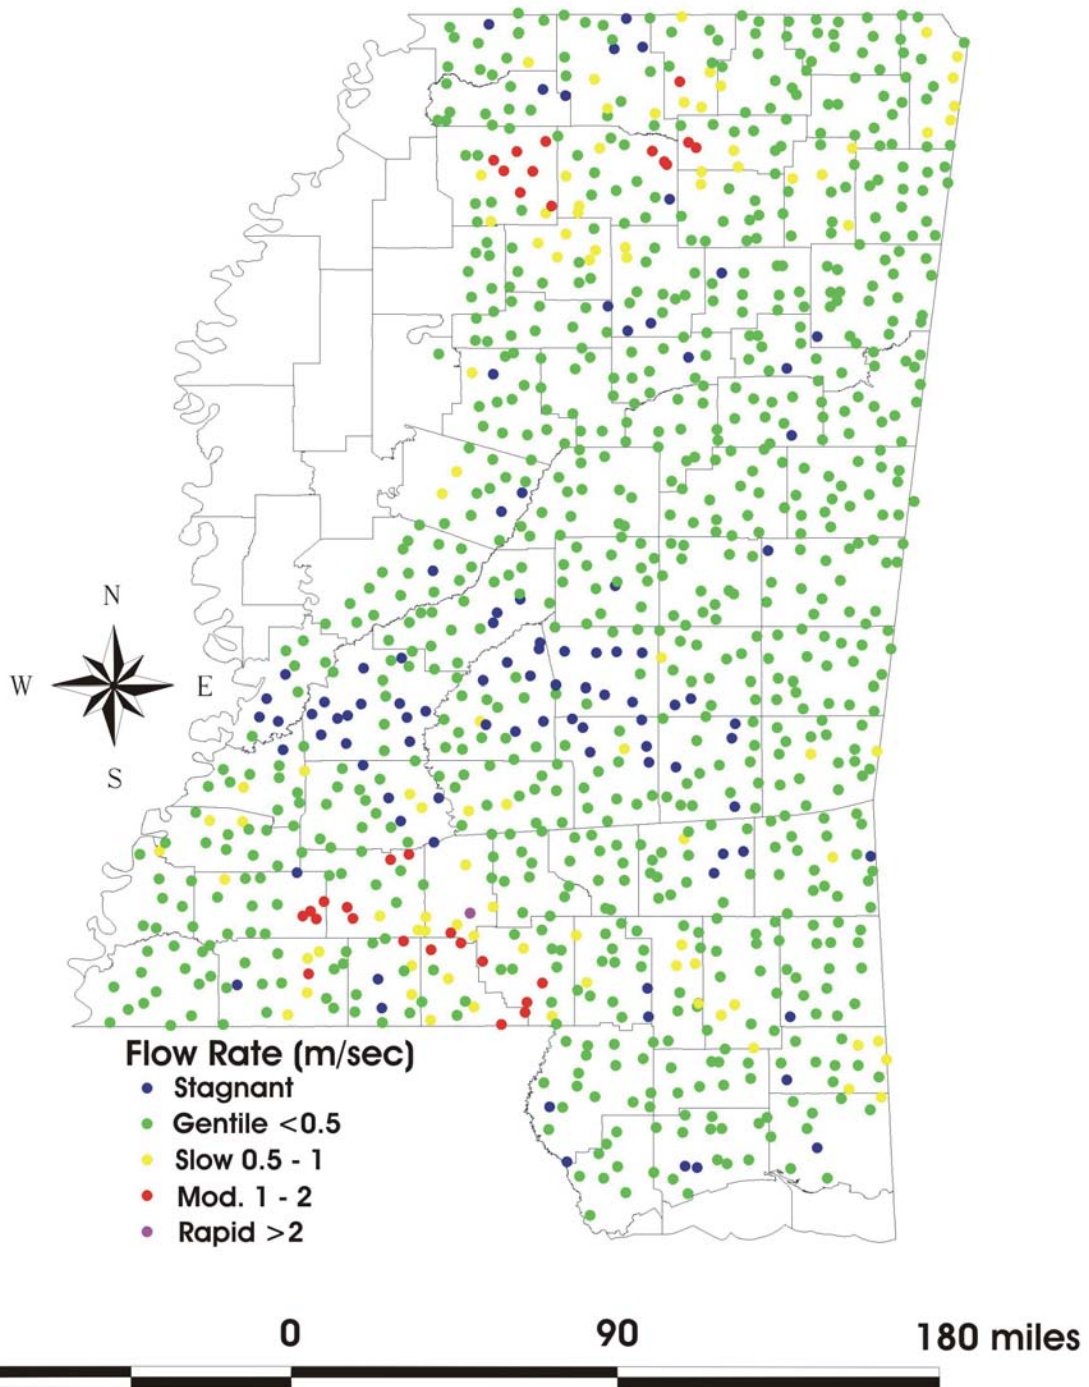 N
W
E
S
Flow Rate (m/sec)
Stagnant
Gentile <0.5
Slow 0.5 - 1
Mod. 1 - 2
Rapid >2
0 90 180 miles